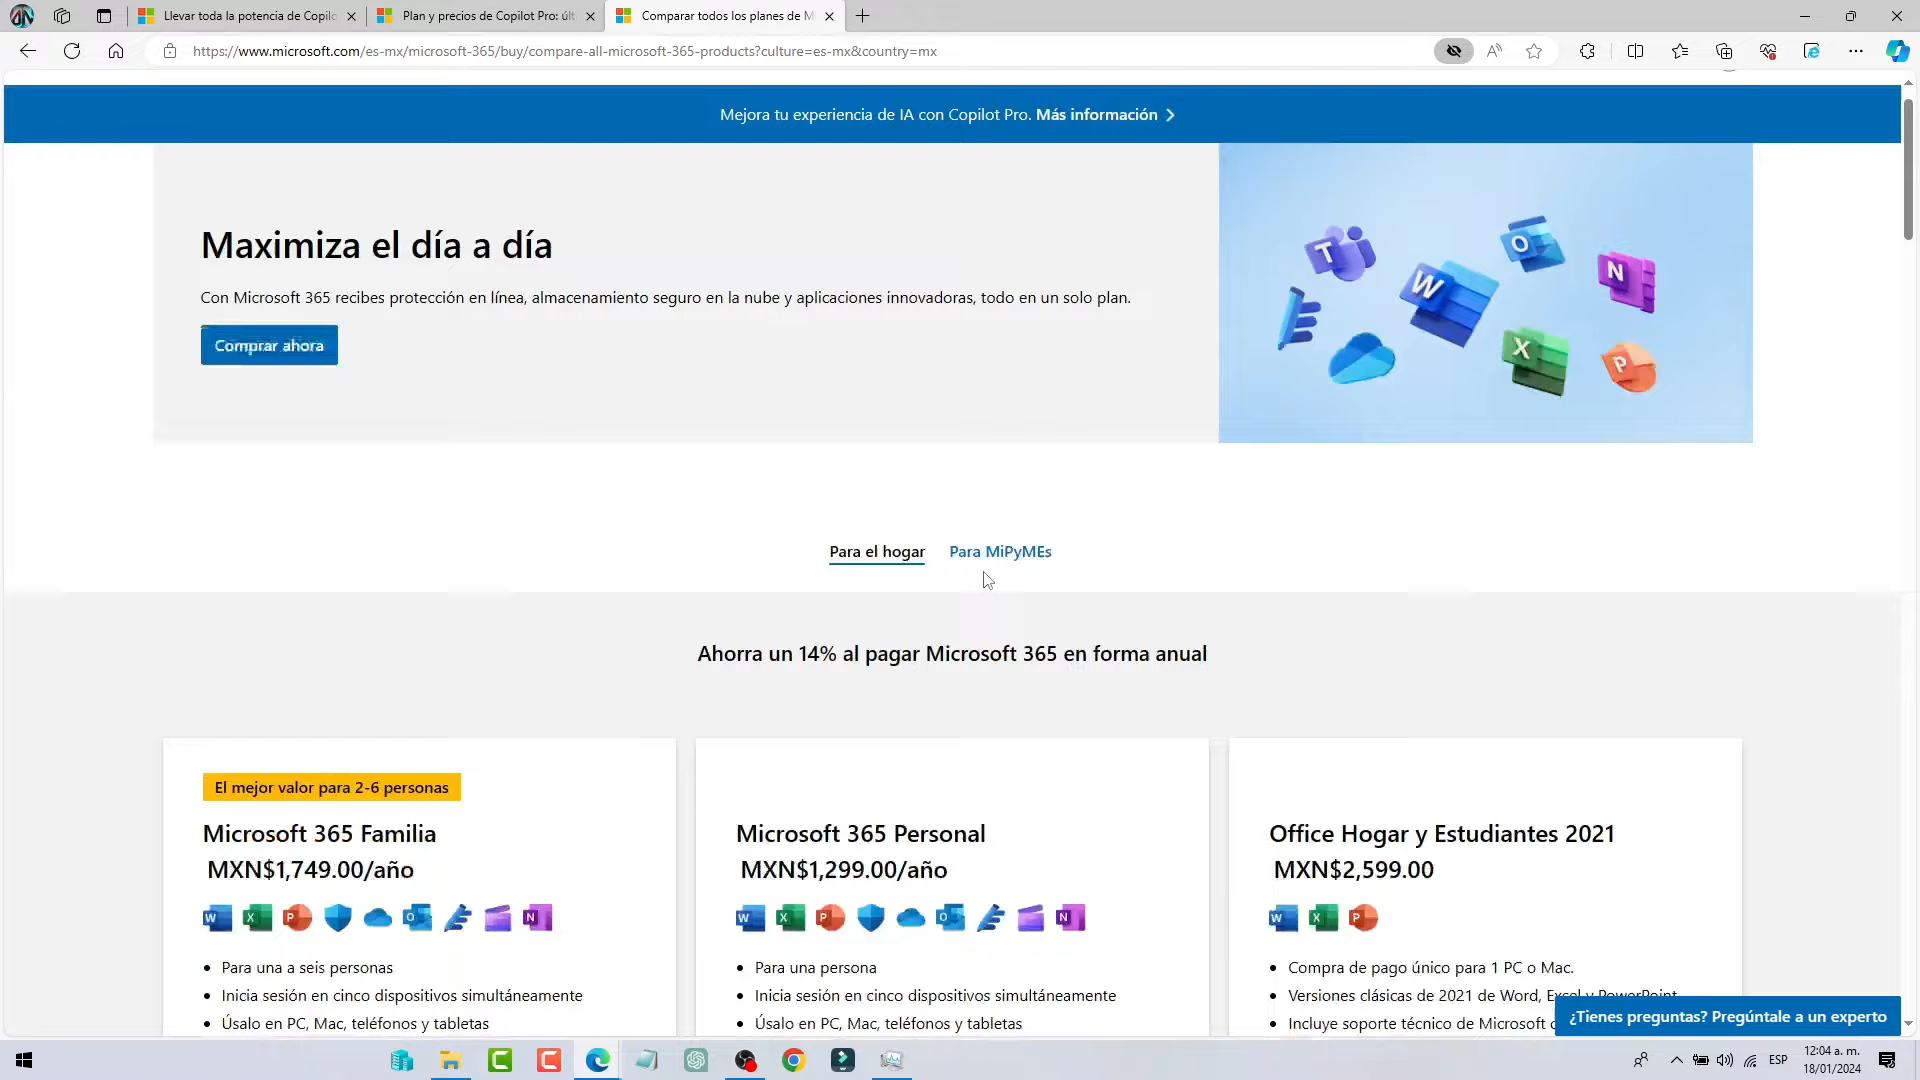 Llevar toda la potencia de Copilo
Plan y precios de Copilot Pro: últ
Comparar todos los planes de M
https://www.microsoft.com/es-mx/microsoft-365/buy/compare-all-microsoft-365-products?culture=es-mx&country=mx
Mejora tu experiencia de IA con Copilot Pro. Más información
Maximiza el día a día
Con Microsoft 365 recibes protección en línea, almacenamiento seguro en la nube y aplicaciones innovadoras, todo en un solo plan.
Comprar ahora
Para el hogar Para MiPyMEs
Ahorra un 14% al pagar Microsoft 365 en forma anual
El mejor valor para 2-6 personas
Microsoft 365 Familia
MXN$1,749.00/año
• Para una a seis personas
• Inicia sesión en cinco dispositivos simultáneamente
• Úsalo en PC, Mac, teléfonos y tabletas
Microsoft 365 Personal
MXN$1,299.00/año
• Para una persona
• Inicia sesión en cinco dispositivos simultáneamente
• Úsalo en PC, Mac, teléfonos y tabletas
Office Hogar y Estudiantes 2021
MXN$2,599.00
• Compra de pago único para 1 PC o Mac.
• Versiones clásicas de 2021 de Word, Excel y PowerPoint
• Incluye soporte técnico de Microsoft
¿Tienes preguntas? Pregúntale a un experto
ESP
12:04 a. m.
18/01/2024